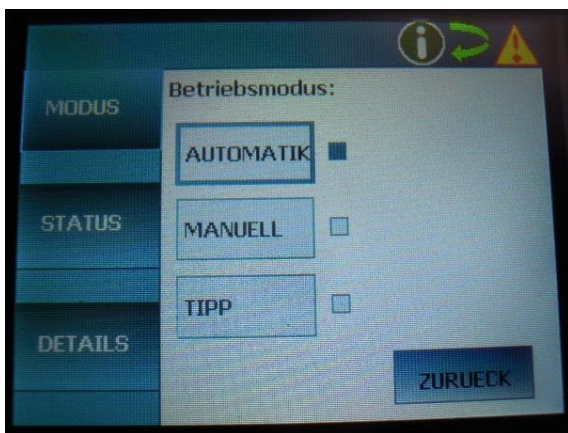 MODUS
Betriebsmodus:
AUTOMATIK
STATUS
MANUELL
TIPP
DETAILS
ZURUECK